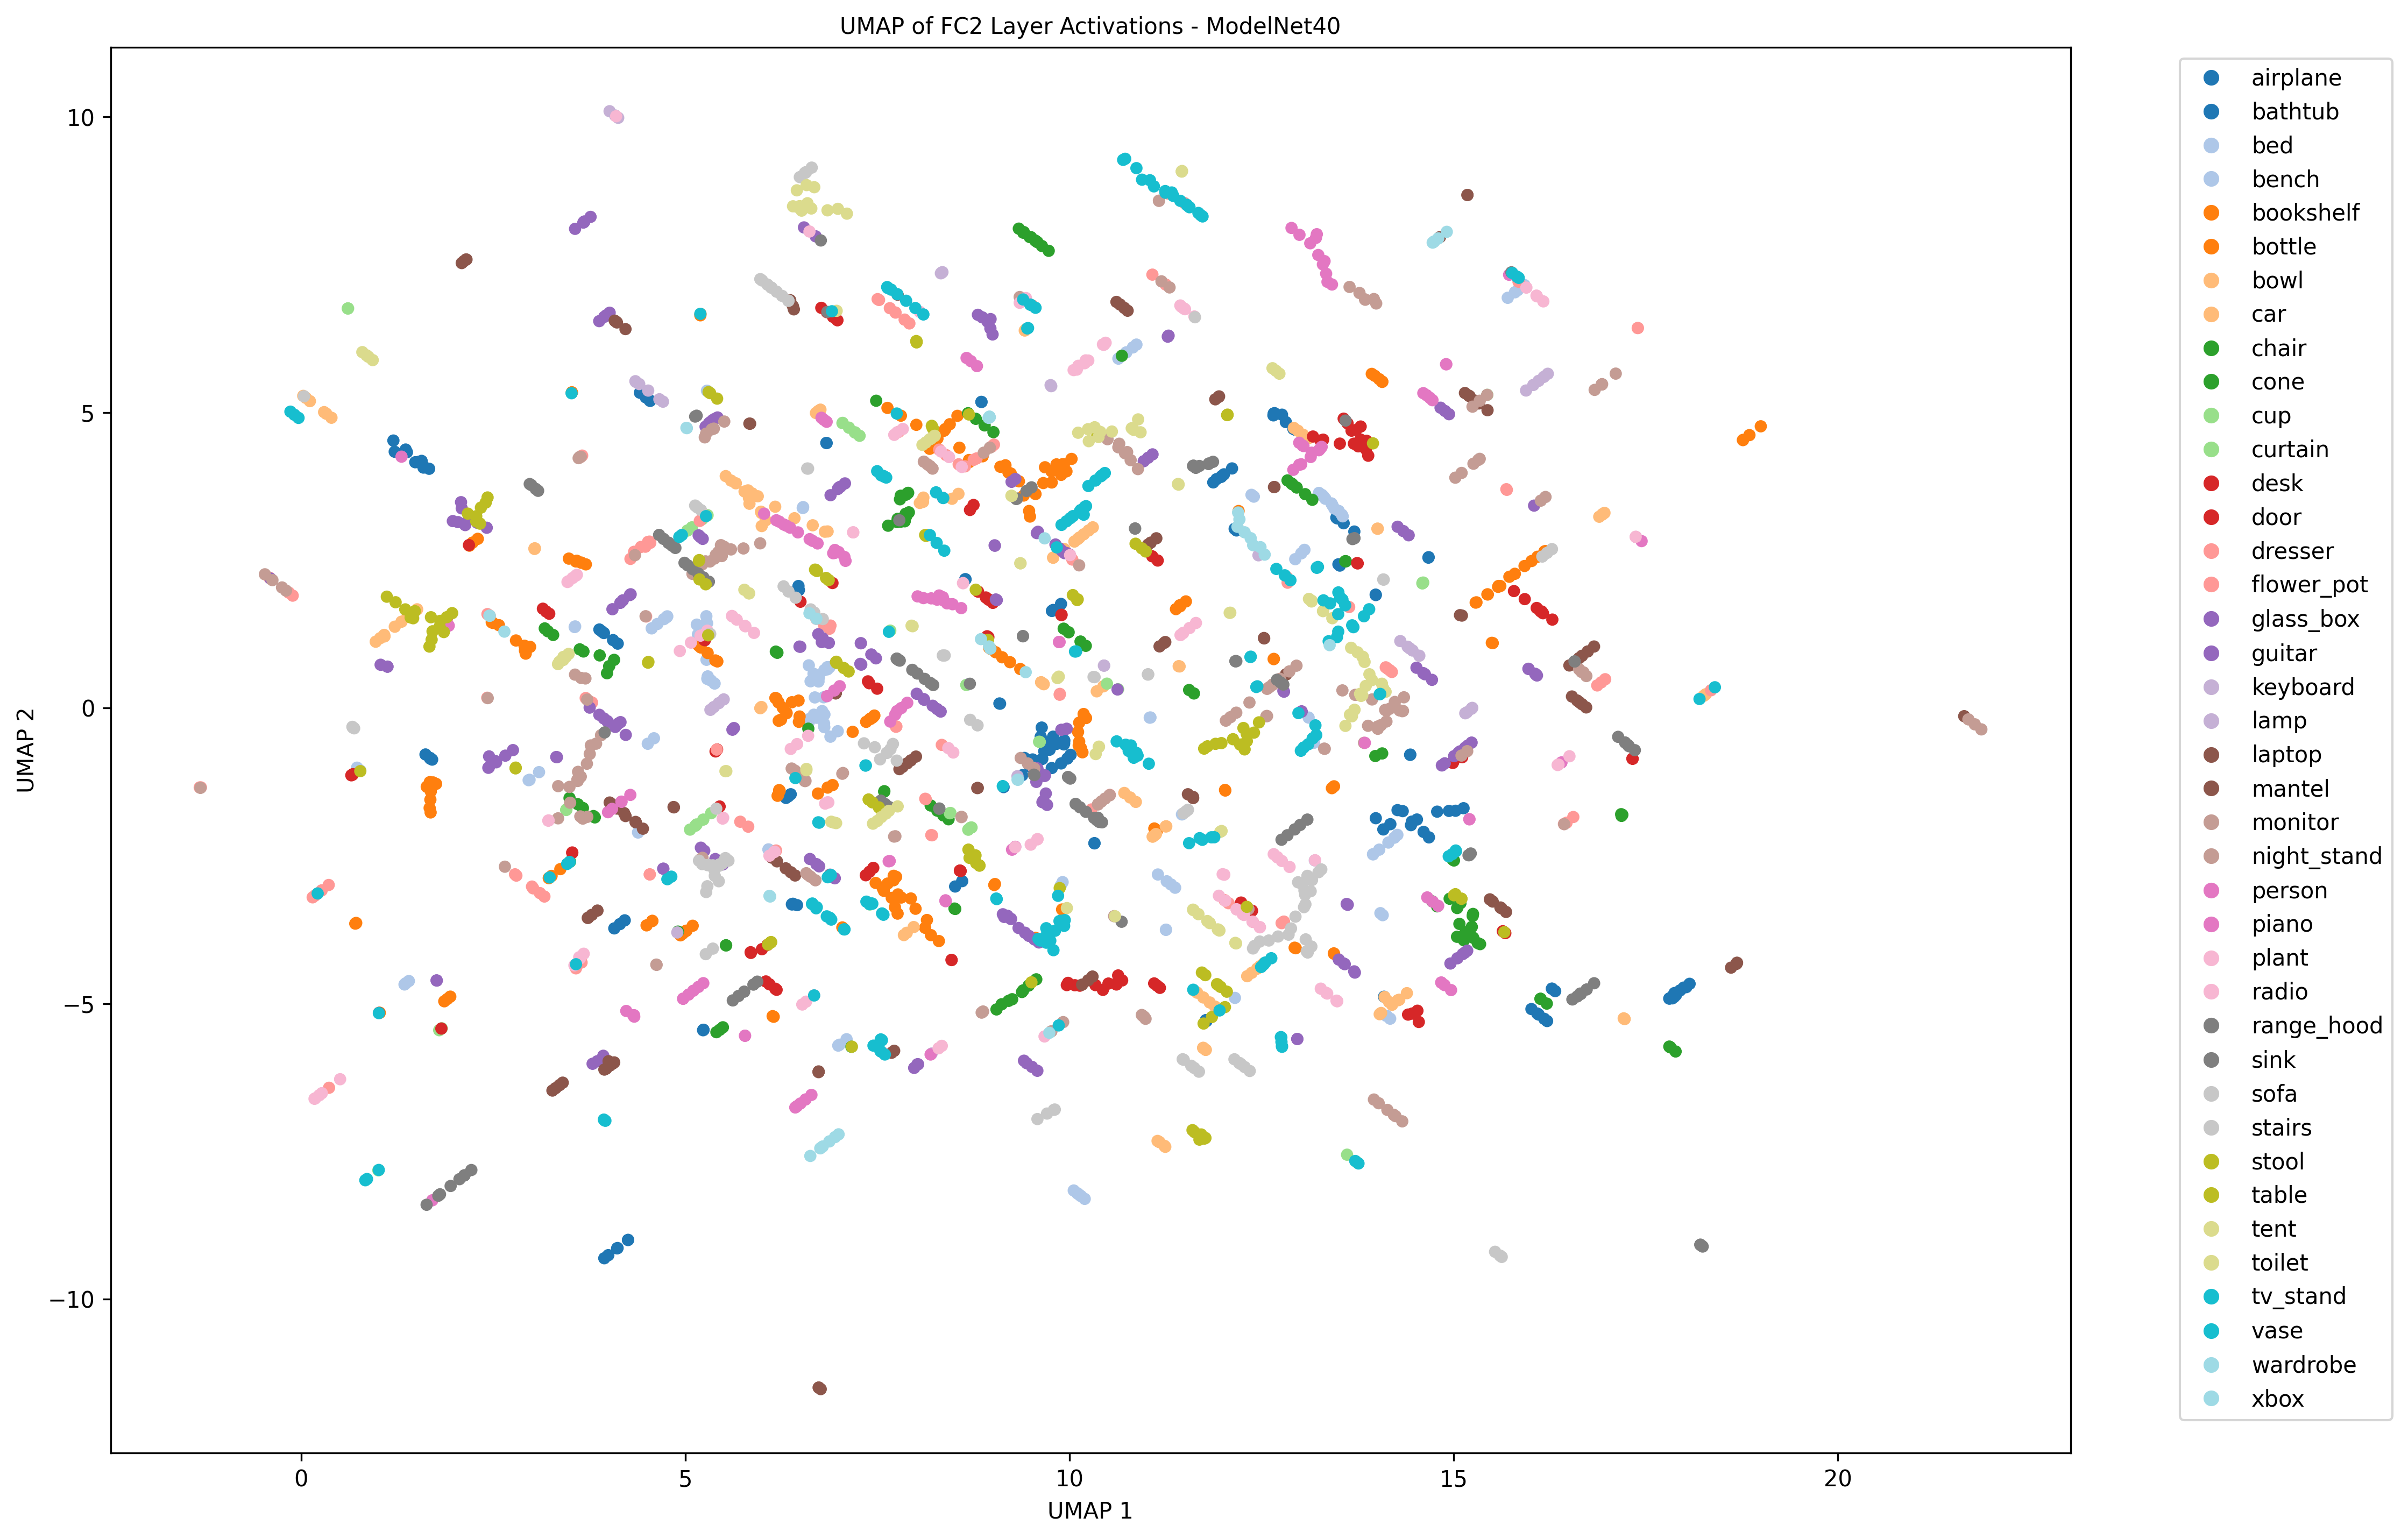 UMAP of FC2 Layer Activations - ModelNet40
10
5
0
−5
−10
UMAP 2
0
5
10
15
20
UMAP 1
airplane
bathtub
bed
bench
bookshelf
bottle
bowl
car
chair
cone
cup
curtain
desk
door
dresser
flower_pot
glass_box
guitar
keyboard
lamp
laptop
mantel
monitor
night_stand
person
piano
plant
radio
range_hood
sink
sofa
stairs
stool
table
tent
toilet
tv_stand
vase
wardrobe
xbox